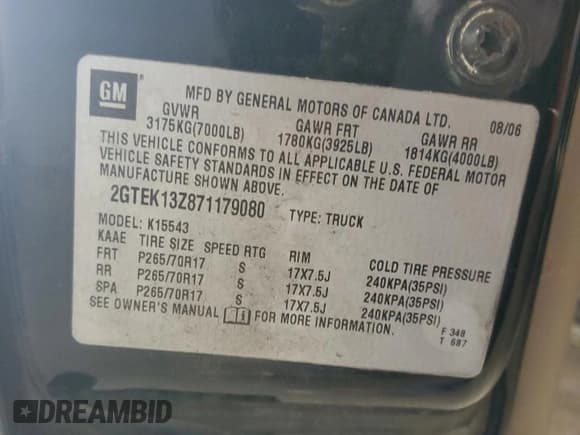 GM
MFD BY GENERAL MOTORS OF CANADA LTD. 08/06
GVWR GAWR FRT GAWR RR
3175KG(7000LB) 1780KG(3925LB) 1814KG(4000LB)
THIS VEHICLE CONFORMS TO ALL APPLICABLE U.S. FEDERAL MOTOR
VEHICLE SAFETY STANDARDS IN EFFECT ON THE DATE OF
MANUFACTURE SHOWN ABOVE.
2GTEK13Z871179080 TYPE: TRUCK
MODEL: K15543
KAAE TIRE SIZE SPEED RTG RIM COLD TIRE PRESSURE
FRT P265/70R17 S 17X7.5J 240KPA(35PSI)
RR P265/70R17 S 17X7.5J 240KPA(35PSI)
SPA P265/70R17 S 17X7.5J 240KPA(35PSI)
SEE OWNER'S MANUAL FOR MORE INFORMATION.
F 348
T 687
DREAMBID